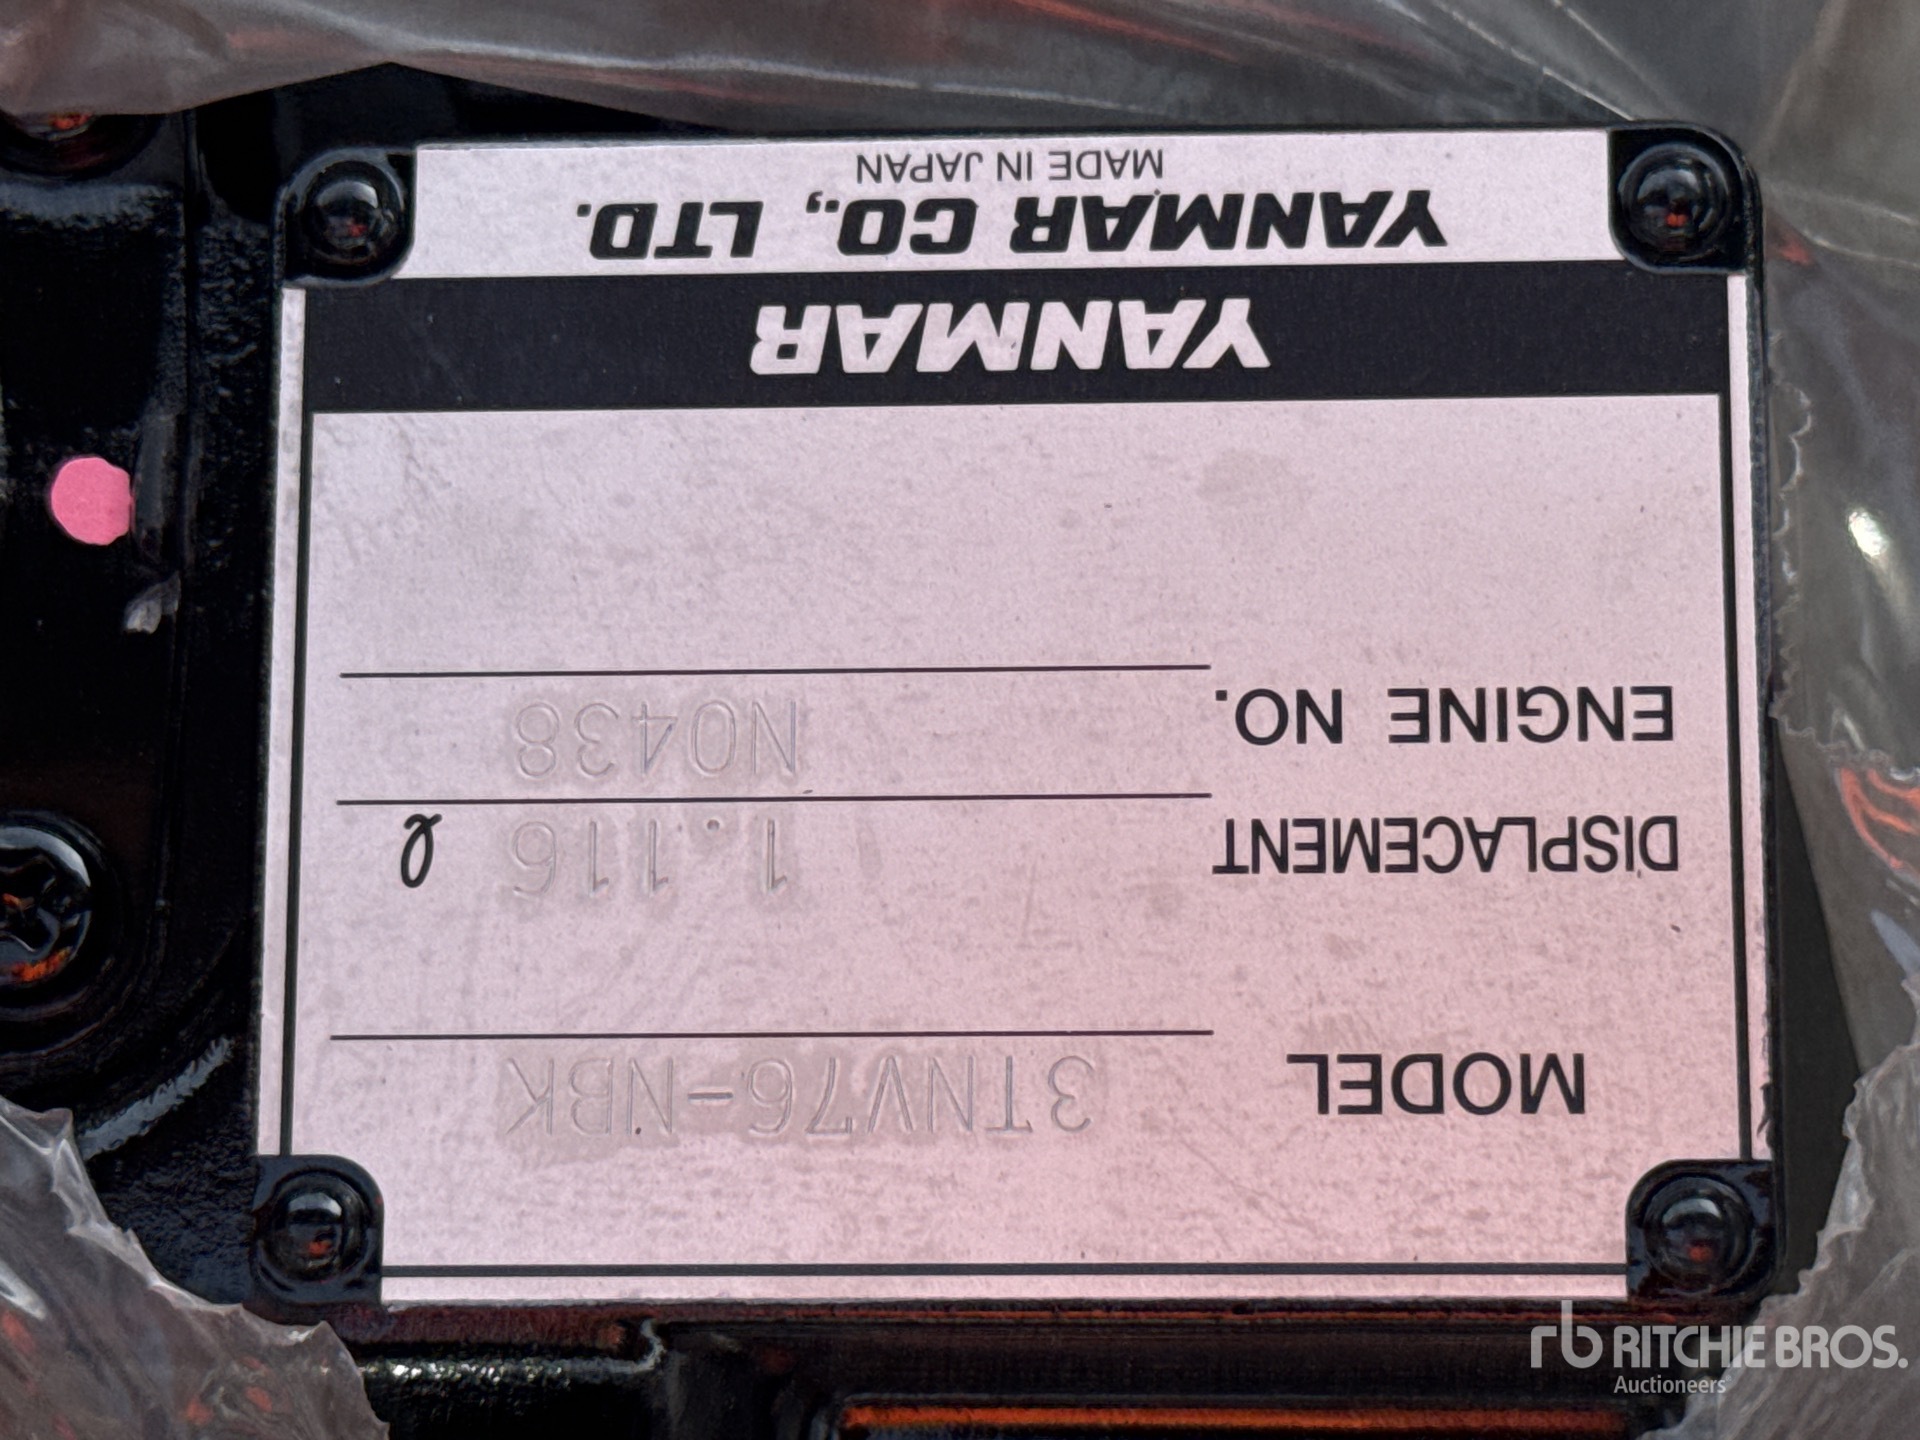 MODEL 3TNV76-NBK
DISPLACEMENT 1.116 ℓ
ENGINE NO. N0438
YANMAR
YANMAR CO., LTD.
MADE IN JAPAN
rb RITCHIE BROS.
Auctioneers